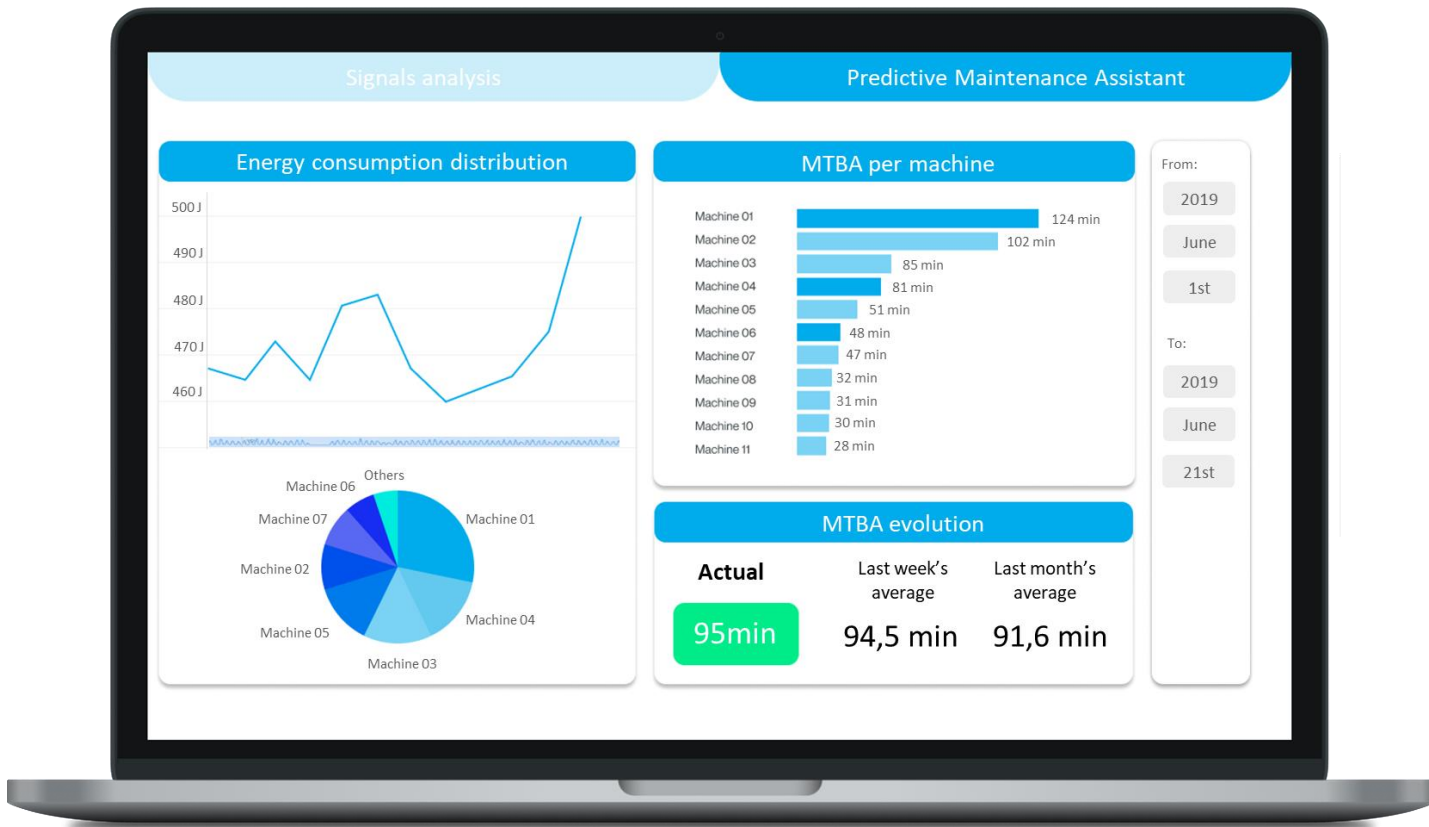 Signals analysis
Predictive Maintenance Assistant
Energy consumption distribution
500 J
490 J
480 J
470 J
460 J
Others
Machine 06
Machine 07
Machine 01
Machine 02
Machine 04
Machine 05
Machine 03
MTBA per machine
Machine 01 124 min
Machine 02 102 min
Machine 03 85 min
Machine 04 81 min
Machine 05 51 min
Machine 06 48 min
Machine 07 47 min
Machine 08 32 min
Machine 09 31 min
Machine 10 30 min
Machine 11 28 min
MTBA evolution
Actual
95min
Last week's
average
94,5 min
Last month's
average
91,6 min
From:
2019
June
1st
To:
2019
June
21st